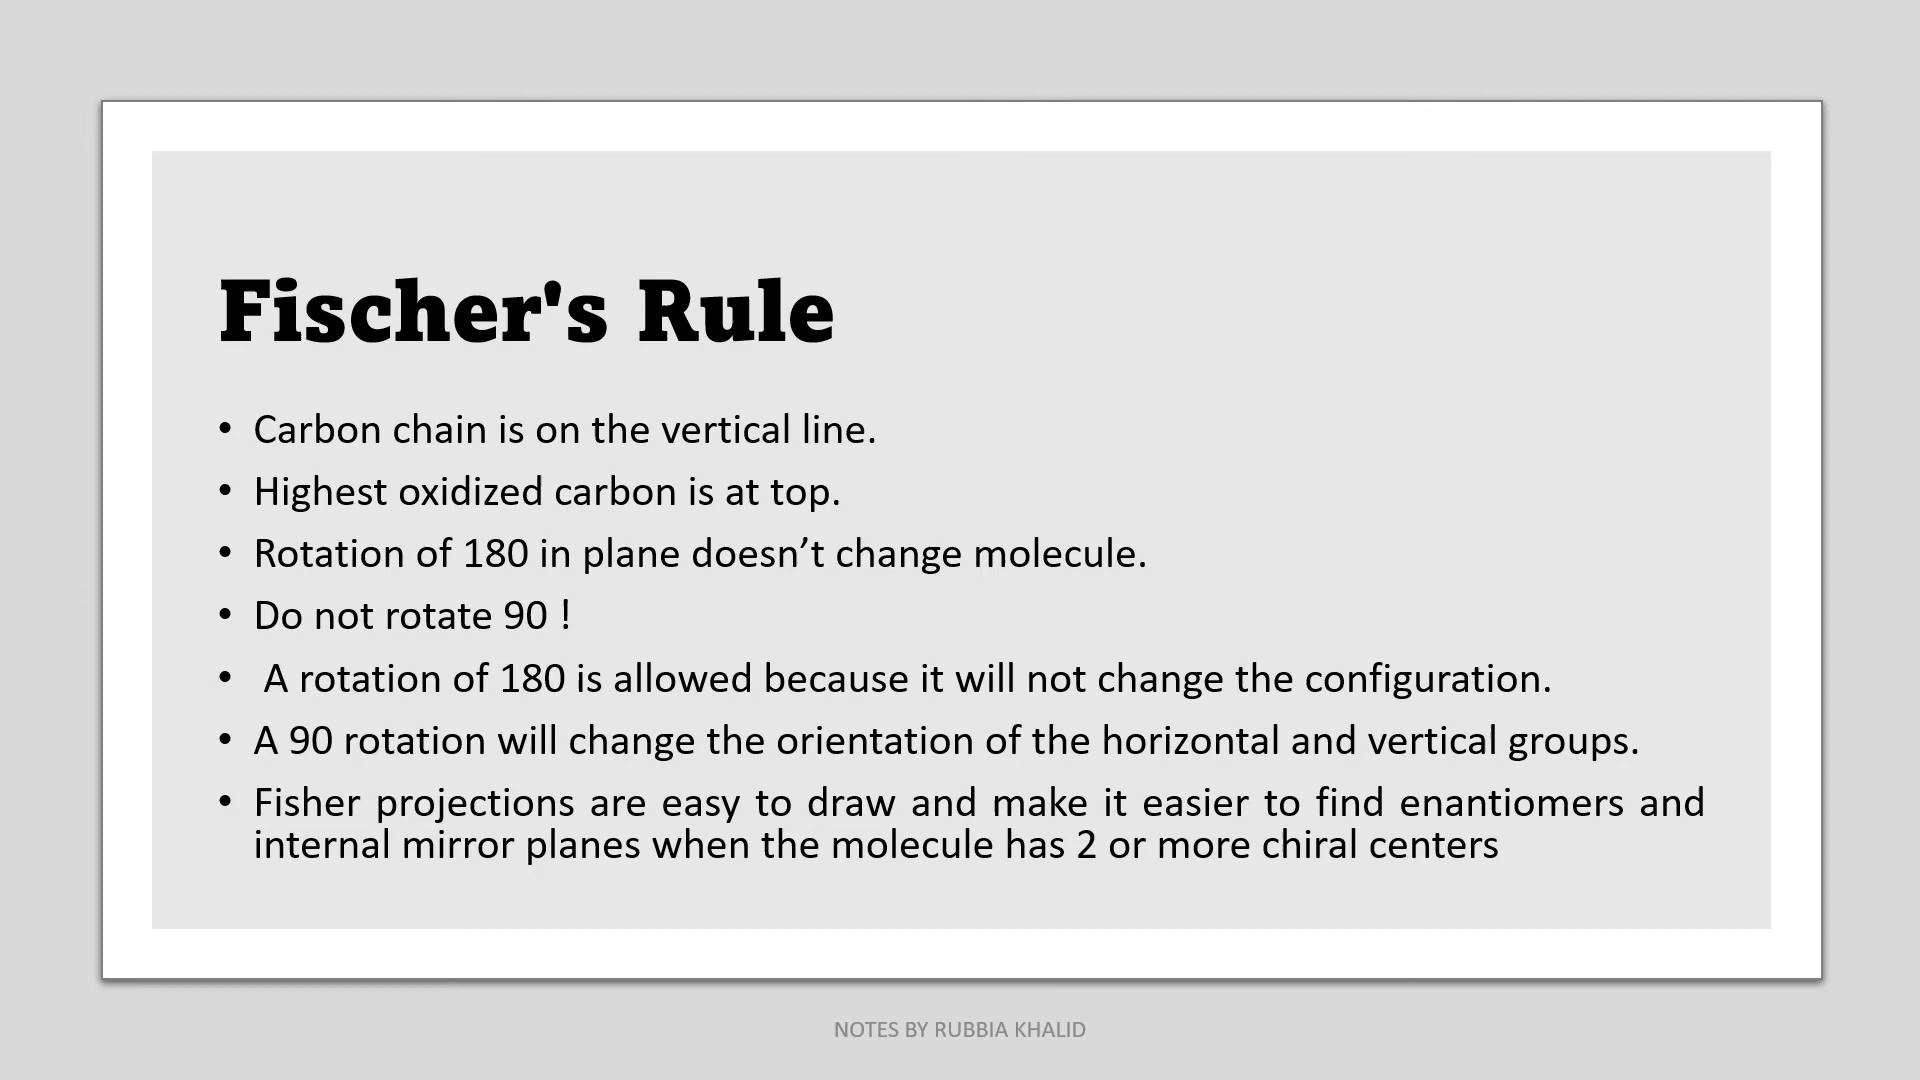 Fischer's Rule
• Carbon chain is on the vertical line.
• Highest oxidized carbon is at top.
• Rotation of 180 in plane doesn’t change molecule.
• Do not rotate 90 !
• A rotation of 180 is allowed because it will not change the configuration.
• A 90 rotation will change the orientation of the horizontal and vertical groups.
• Fisher projections are easy to draw and make it easier to find enantiomers and
internal mirror planes when the molecule has 2 or more chiral centers
NOTES BY RUBBIA KHALID